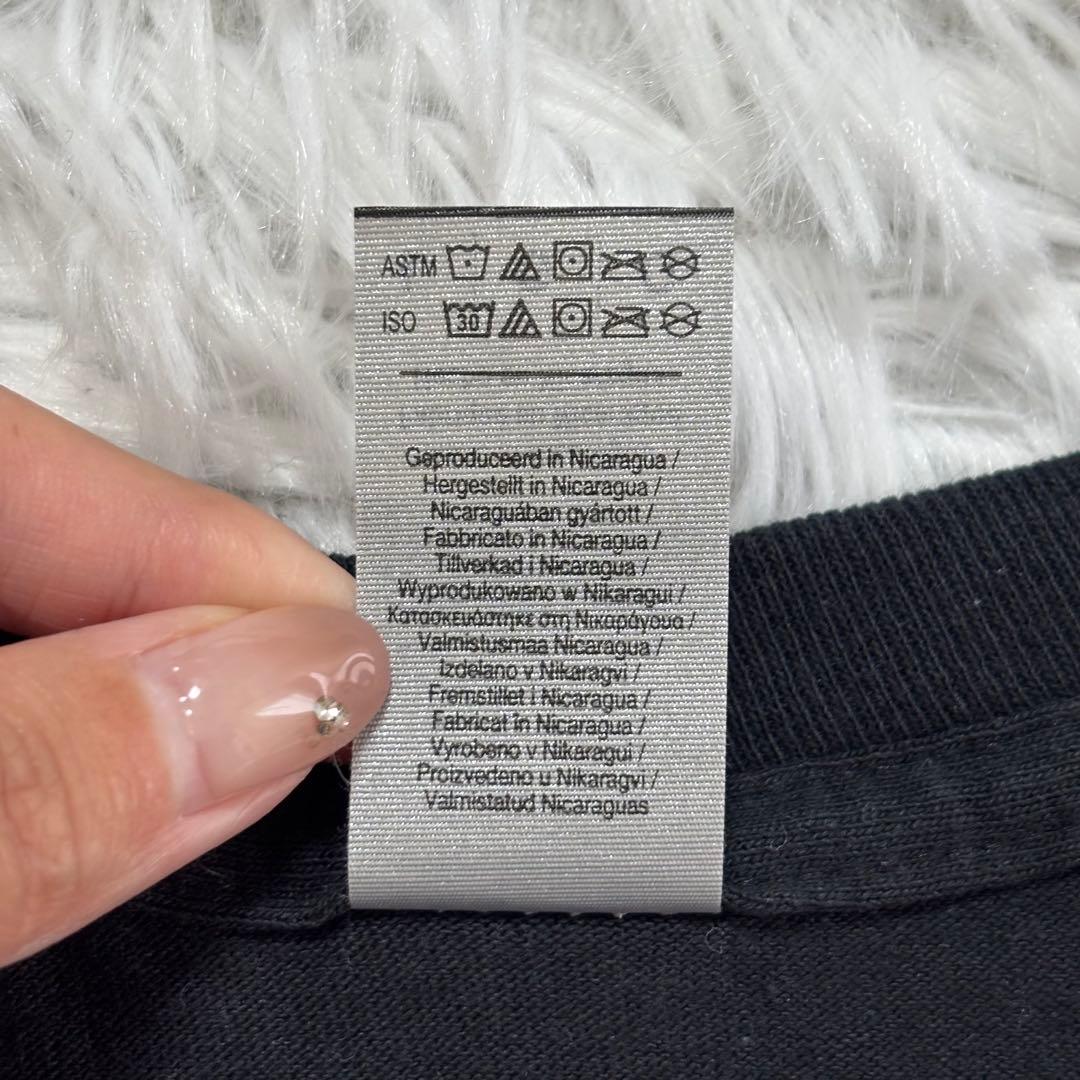 ASTM
ISO 30
Geproduceerd in Nicaragua /
Hergestellt in Nicaragua /
Nicaraguában gyártott /
Fabbricato in Nicaragua /
Tillverkad i Nicaragua /
Wyprodukowano w Nikaragui /
Κατασκευάστηκε στη Νικαράγουα /
Valmistusmaa Nicaragua /
Izdelano v Nikaragvi /
Fremstillet i Nicaragua /
Fabricat în Nicaragua /
Vyrobeno v Nikaragui /
Proizvedeno u Nikaragvi /
Valmistatud Nicaraguas